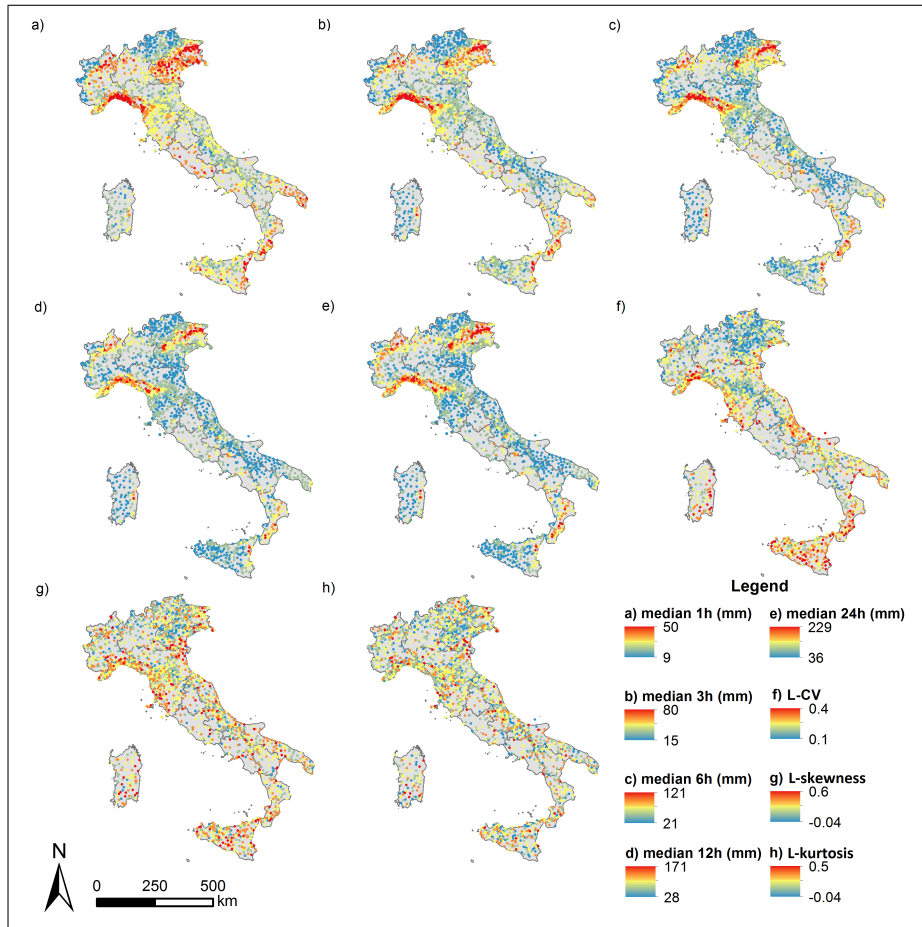 a)
b)
c)
d)
e)
f)
g)
h)
Legend
a) median 1h (mm)
50
9
e) median 24h (mm)
229
36
b) median 3h (mm)
80
15
f) L-CV
0.4
0.1
c) median 6h (mm)
121
21
g) L-skewness
0.6
-0.04
d) median 12h (mm)
171
28
h) L-kurtosis
0.5
-0.04
N
0 250 500
km